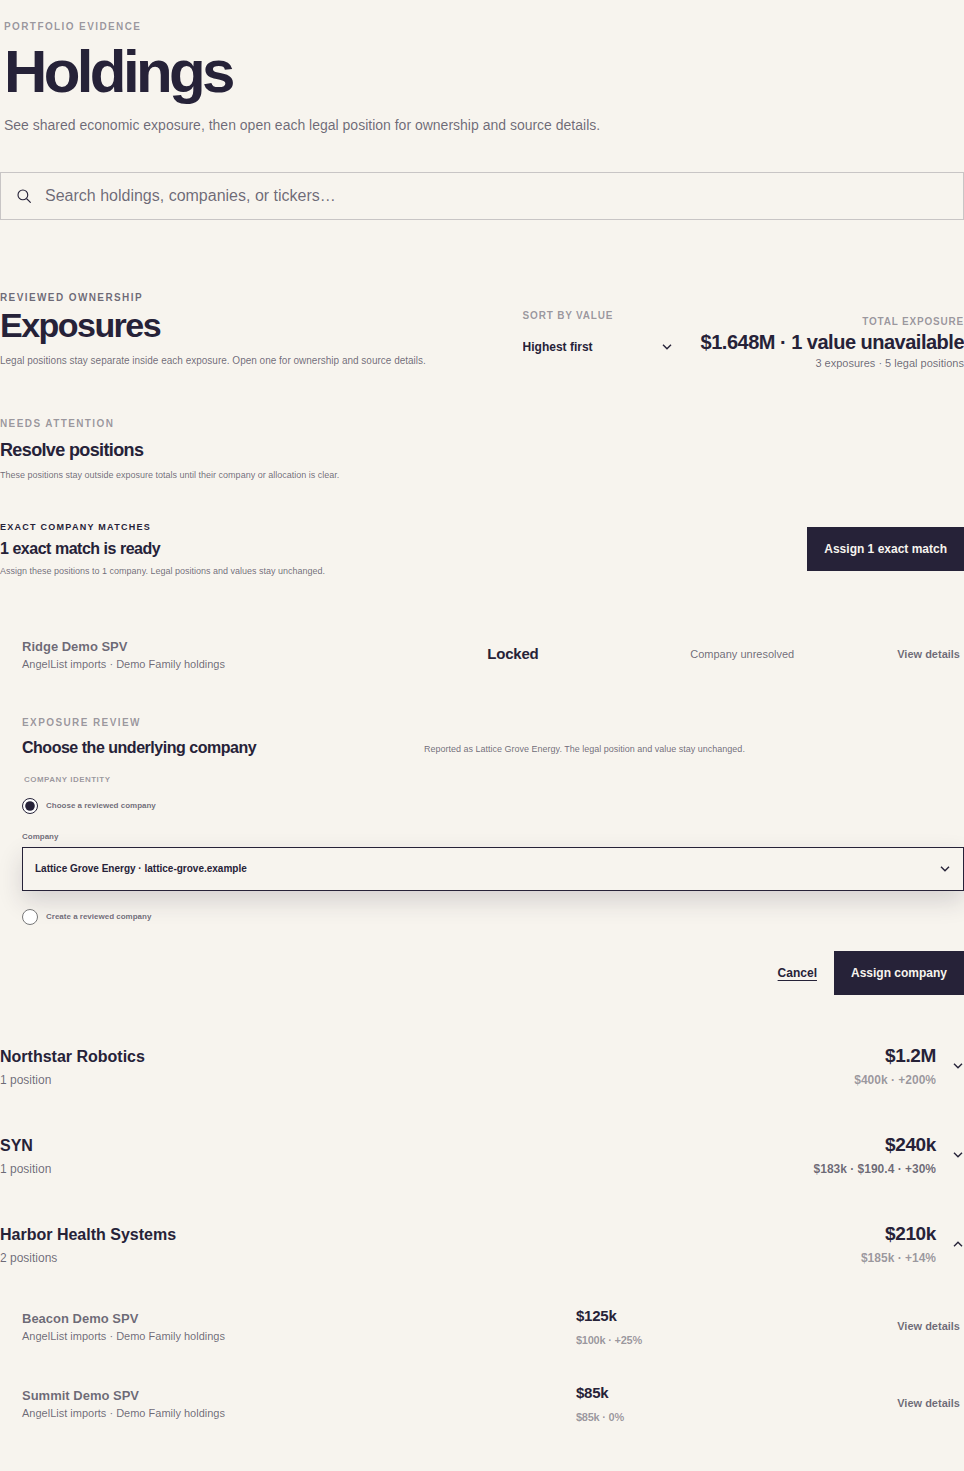 PORTFOLIO EVIDENCE
Holdings
See shared economic exposure, then open each legal position for ownership and source details.
Search holdings, companies, or tickers…
REVIEWED OWNERSHIP
Exposures
Legal positions stay separate inside each exposure. Open one for ownership and source details.
SORT BY VALUE
Highest first
TOTAL EXPOSURE
$1.648M · 1 value unavailable
3 exposures · 5 legal positions
NEEDS ATTENTION
Resolve positions
These positions stay outside exposure totals until their company or allocation is clear.
EXACT COMPANY MATCHES
1 exact match is ready
Assign these positions to 1 company. Legal positions and values stay unchanged.
Assign 1 exact match
Ridge Demo SPV
AngelList imports · Demo Family holdings
Locked
Company unresolved
View details
EXPOSURE REVIEW
Choose the underlying company
Reported as Lattice Grove Energy. The legal position and value stay unchanged.
COMPANY IDENTITY
Choose a reviewed company
Company
Lattice Grove Energy · lattice-grove.example
Create a reviewed company
Cancel
Assign company
Northstar Robotics
1 position
$1.2M
$400k · +200%
SYN
1 position
$240k
$183k · $190.4 · +30%
Harbor Health Systems
2 positions
$210k
$185k · +14%
Beacon Demo SPV
AngelList imports · Demo Family holdings
$125k
$100k · +25%
View details
Summit Demo SPV
AngelList imports · Demo Family holdings
$85k
$85k · 0%
View details